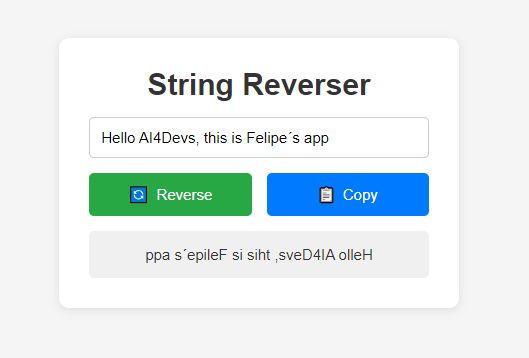 String Reverser
Hello AI4Devs, this is Felipe´s app
Reverse
Copy
ppa s´epileF si siht ,sveD4IA olleH